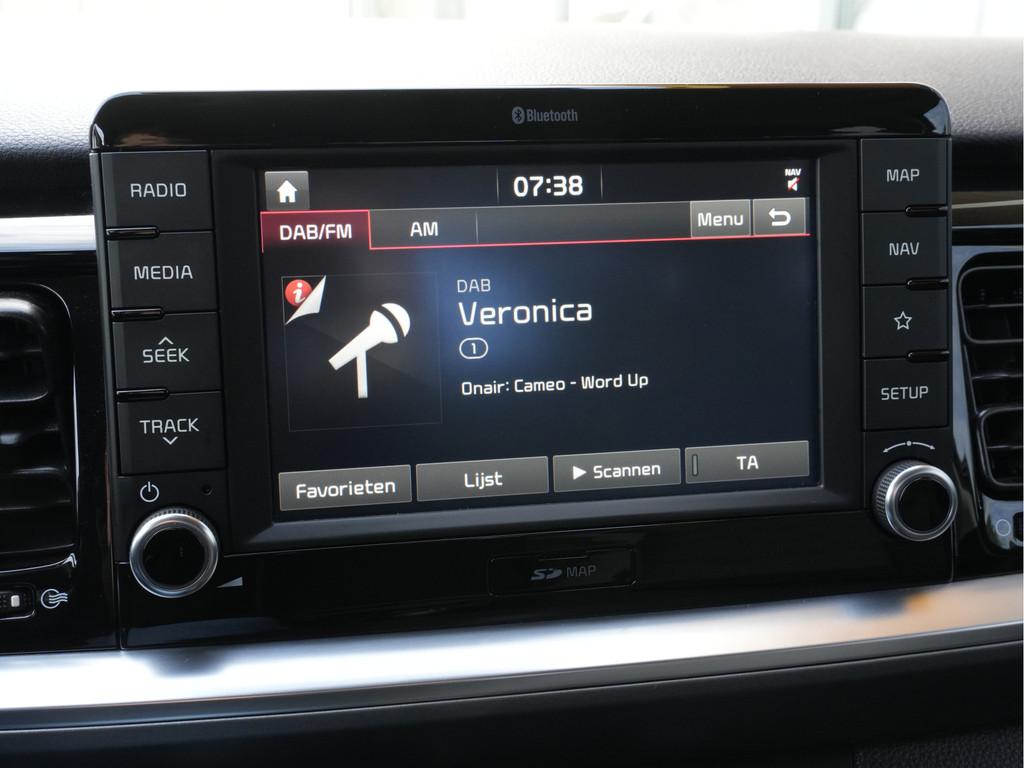 Bluetooth
RADIO
MEDIA
SEEK
TRACK
07:38
NAV
DAB/FM AM Menu
i
DAB
Veronica
1
Onair: Cameo - Word Up
Favorieten Lijst Scannen TA
MAP
NAV
SETUP
SD MAP